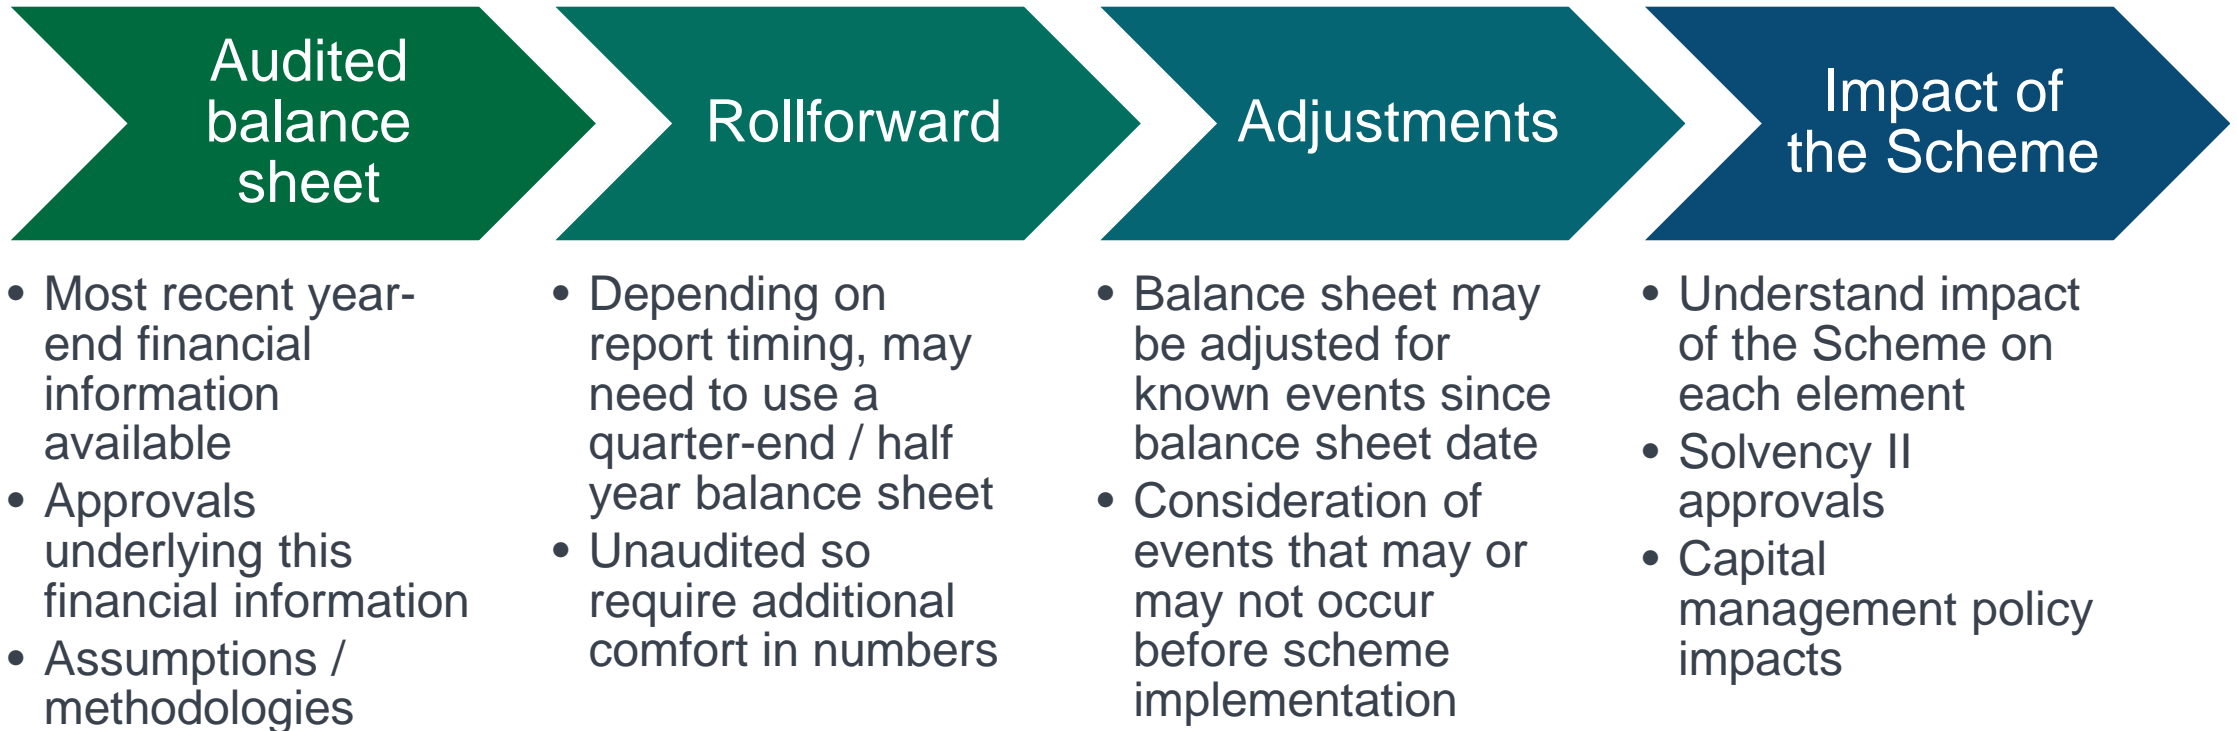 Audited
balance
sheet
• Most recent year-
end financial
information
available
• Approvals
underlying this
financial information
• Assumptions /
methodologies
Rollforward
• Depending on
report timing, may
need to use a
quarter-end / half
year balance sheet
• Unaudited so
require additional
comfort in numbers
Adjustments
• Balance sheet may
be adjusted for
known events since
balance sheet date
• Consideration of
events that may or
may not occur
before scheme
implementation
Impact of
the Scheme
• Understand impact
of the Scheme on
each element
• Solvency II
approvals
• Capital
management policy
impacts